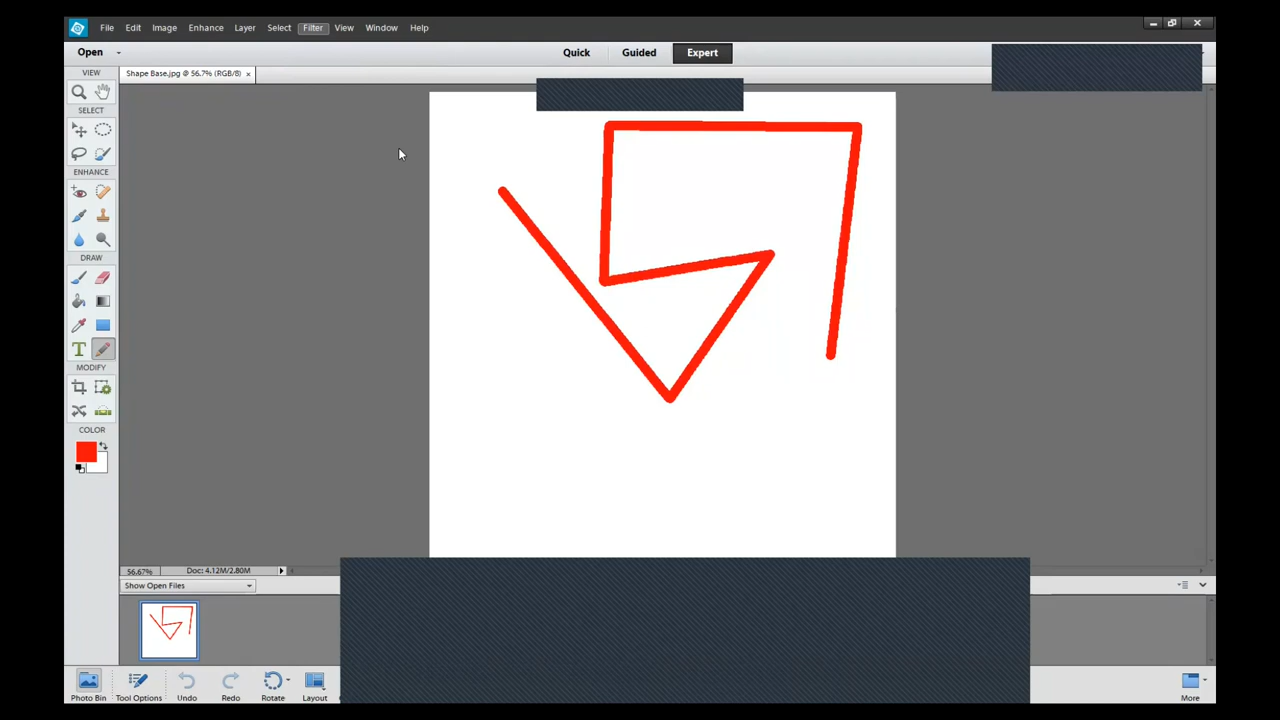 File Edit Image Enhance Layer Select Filter View Window Help
Open Quick Guided Expert
VIEW
Shape Base.jpg @ 56.7% (RGB/8) ×
SELECT
ENHANCE
DRAW
T
MODIFY
COLOR
56.67% Doc: 4.12M/2.80M
Show Open Files
Photo Bin Tool Options Undo Redo Rotate Layout More